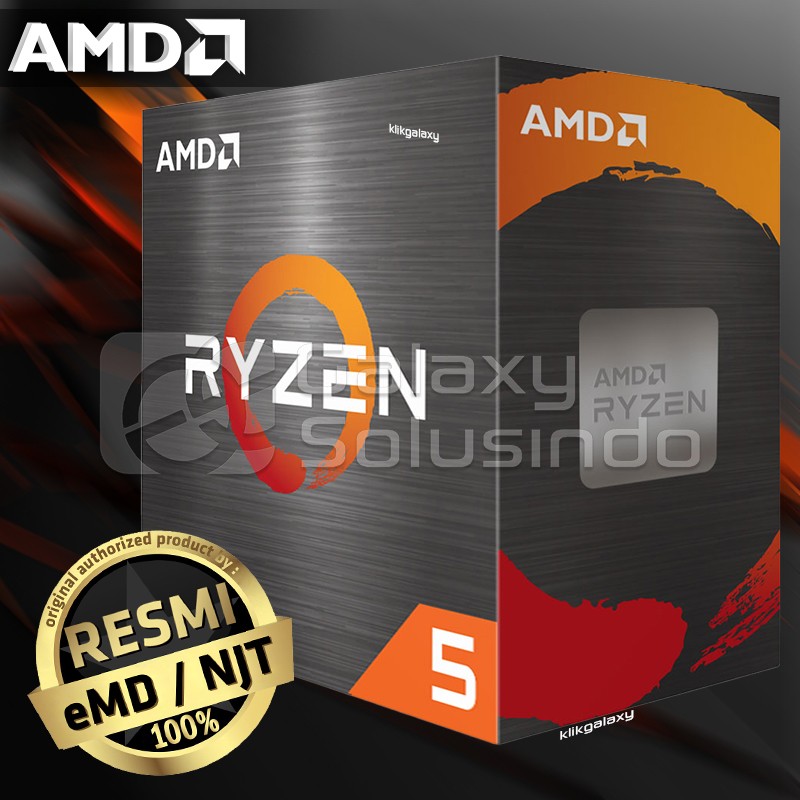 AMD
klikgalaxy
AMD
AMD
RYZEN
AMD
RYZEN
Galaxy
Solusindo
5
klikgalaxy
original authorized product by :
RESMI
eMD / NJT
100%